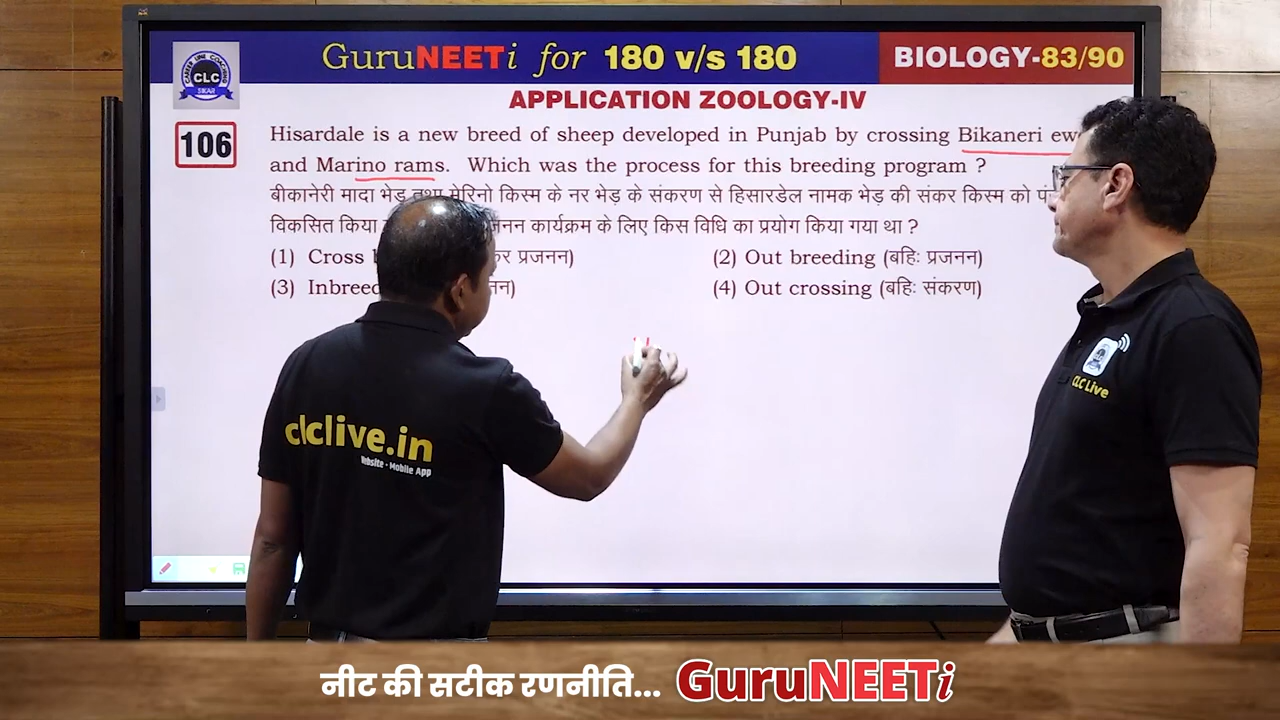 GuruNEETi for 180 v/s 180
BIOLOGY-83/90
CLC
SIKAR
APPLICATION ZOOLOGY-IV
106
Hisardale is a new breed of sheep developed in Punjab by crossing Bikaneri
and Marino rams. Which was the process for this breeding program ?
बीकानेरी मादा भेड़ तथा मेरिनो किस्म के नर भेड़ के संकरण से हिसारडेल नामक भेड़ की संकर किस्म को
विकसित किया कार्यक्रम के लिए किस विधि का प्रयोग किया गया था ?
(1) Cross प्रजनन)
(2) Out breeding (बहिः प्रजनन)
(3)
(4) Out crossing (बहिः संकरण)
clclive.in
Website - Mobile App
CLC Live
नीट की सटीक रणनीति... GuruNEETi